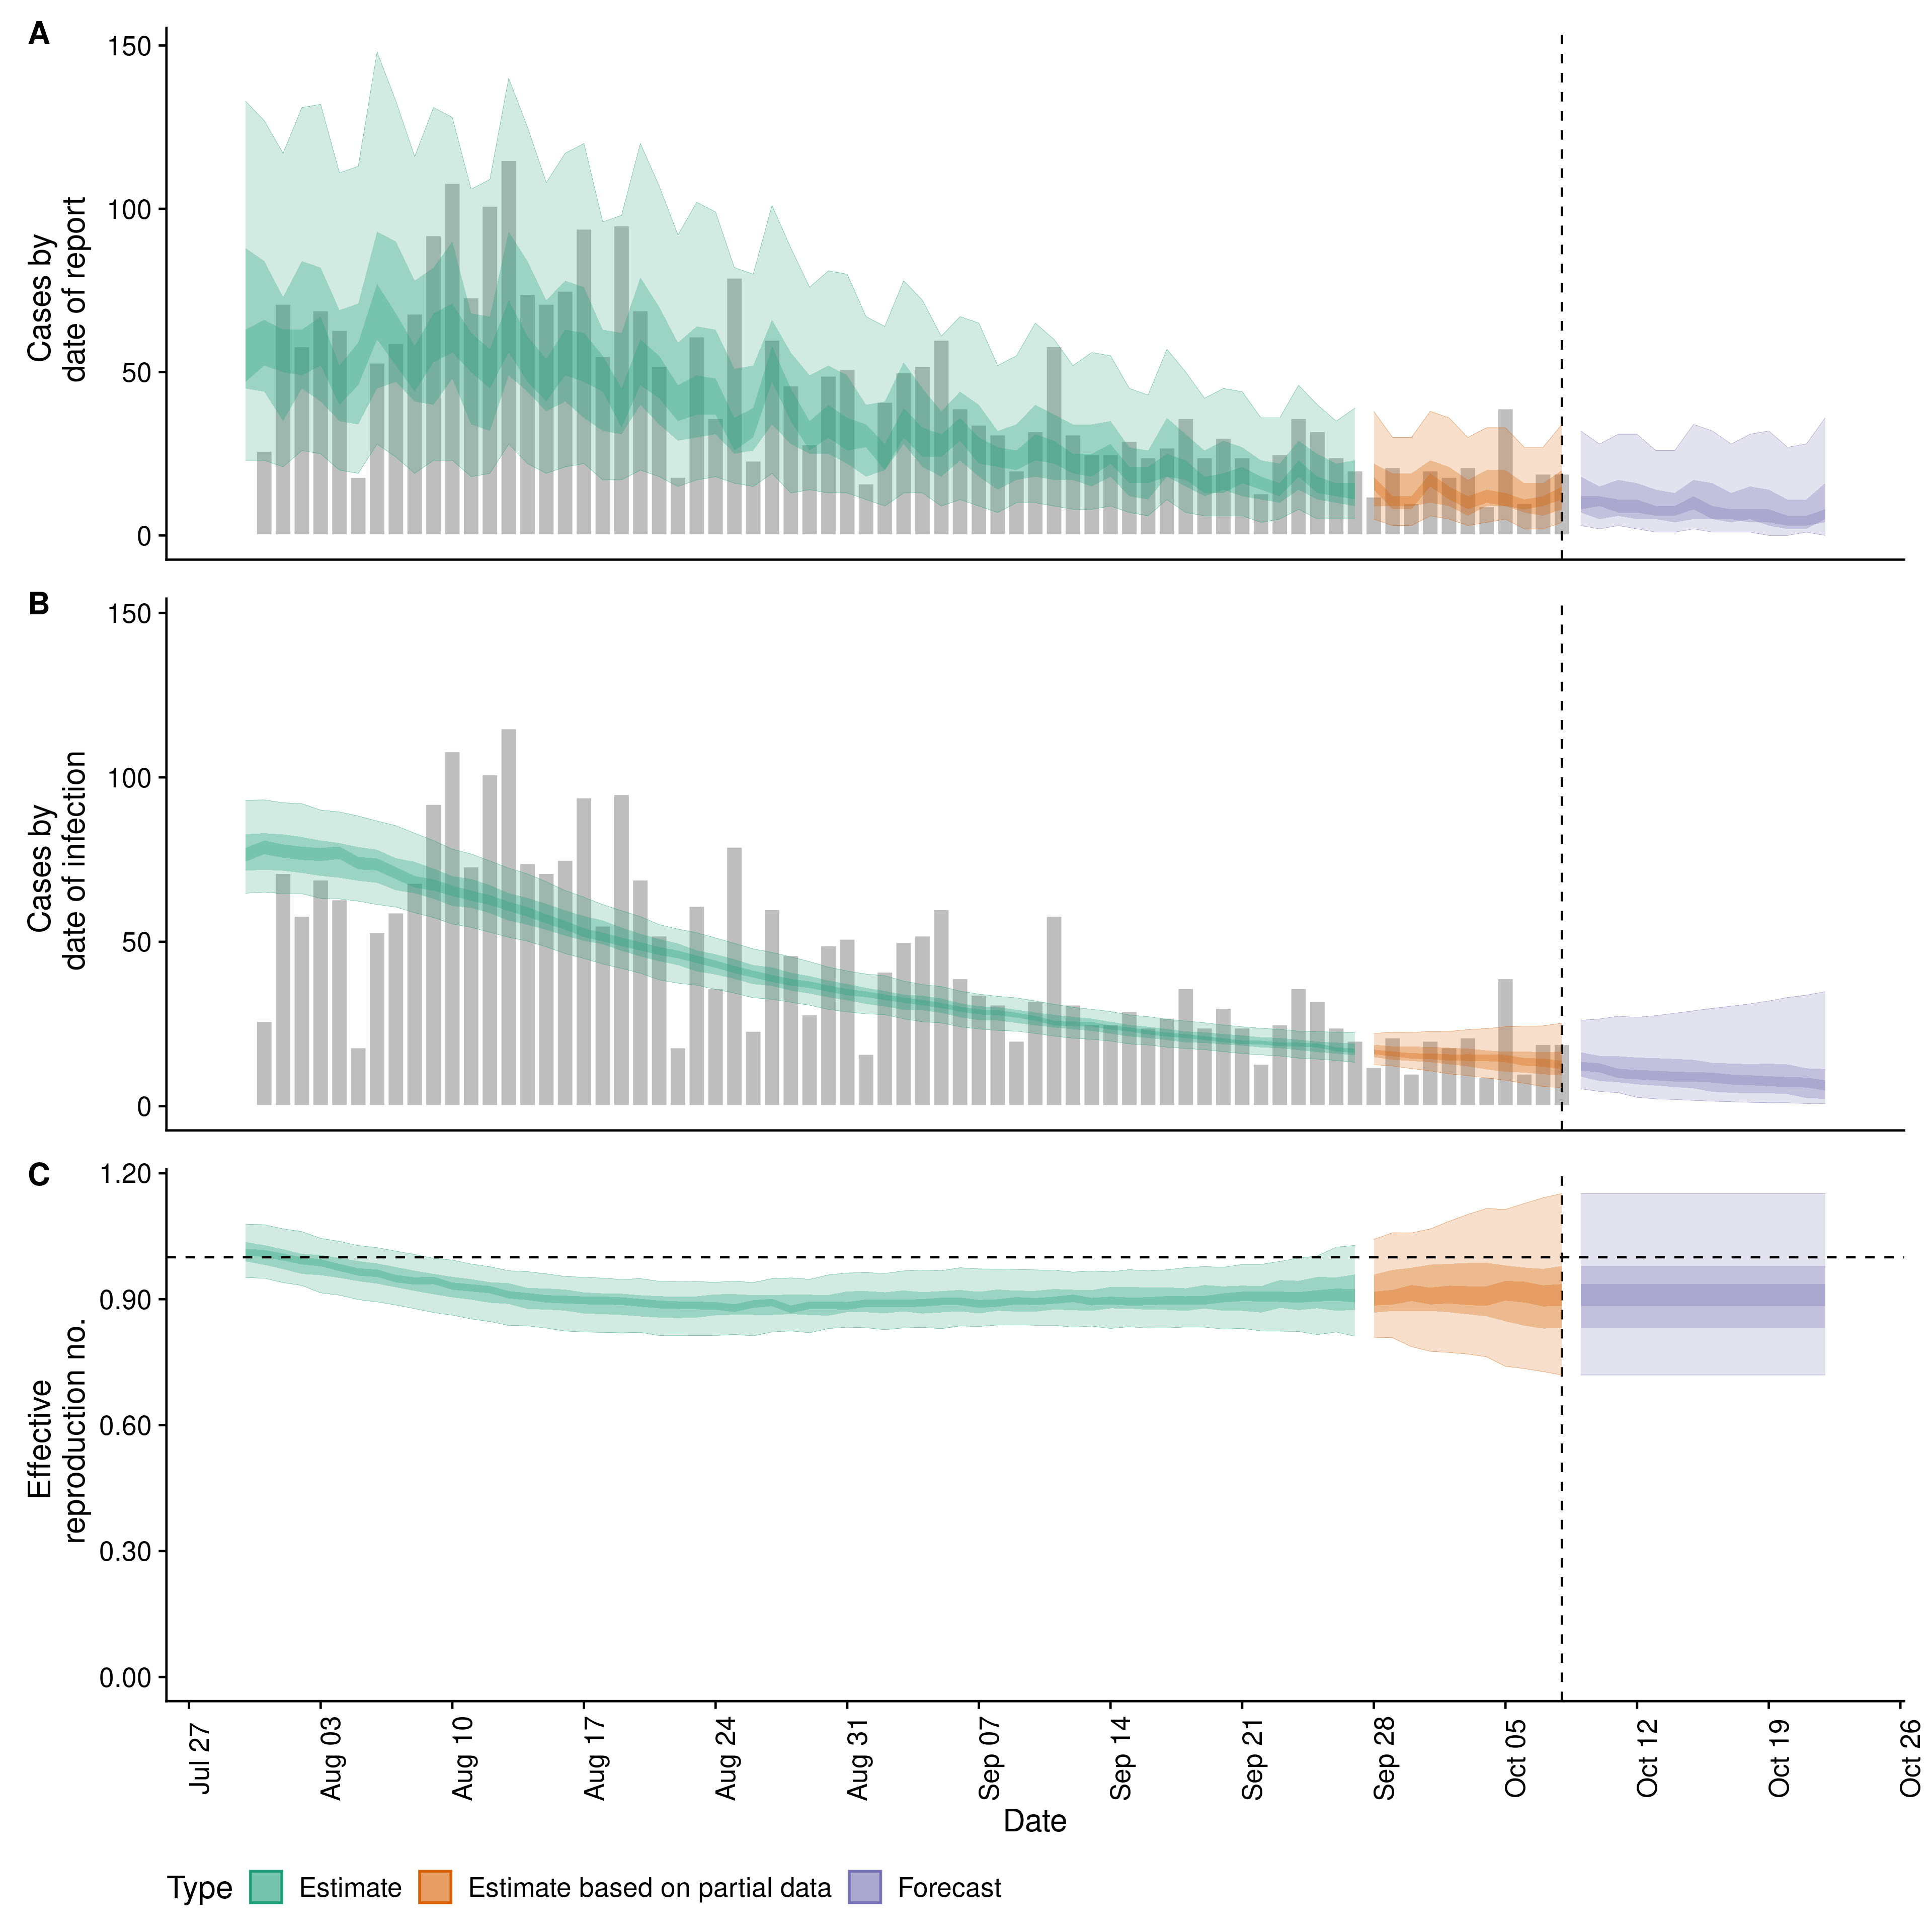 A
150
100
50
0
Cases by
date of report
B
150
100
50
0
Cases by
date of infection
C
1.20
0.90
0.60
0.30
0.00
Effective
reproduction no.
Jul 27
Aug 03
Aug 10
Aug 17
Aug 24
Aug 31
Sep 07
Sep 14
Sep 21
Sep 28
Oct 05
Oct 12
Oct 19
Oct 26
Date
Type Estimate Estimate based on partial data Forecast